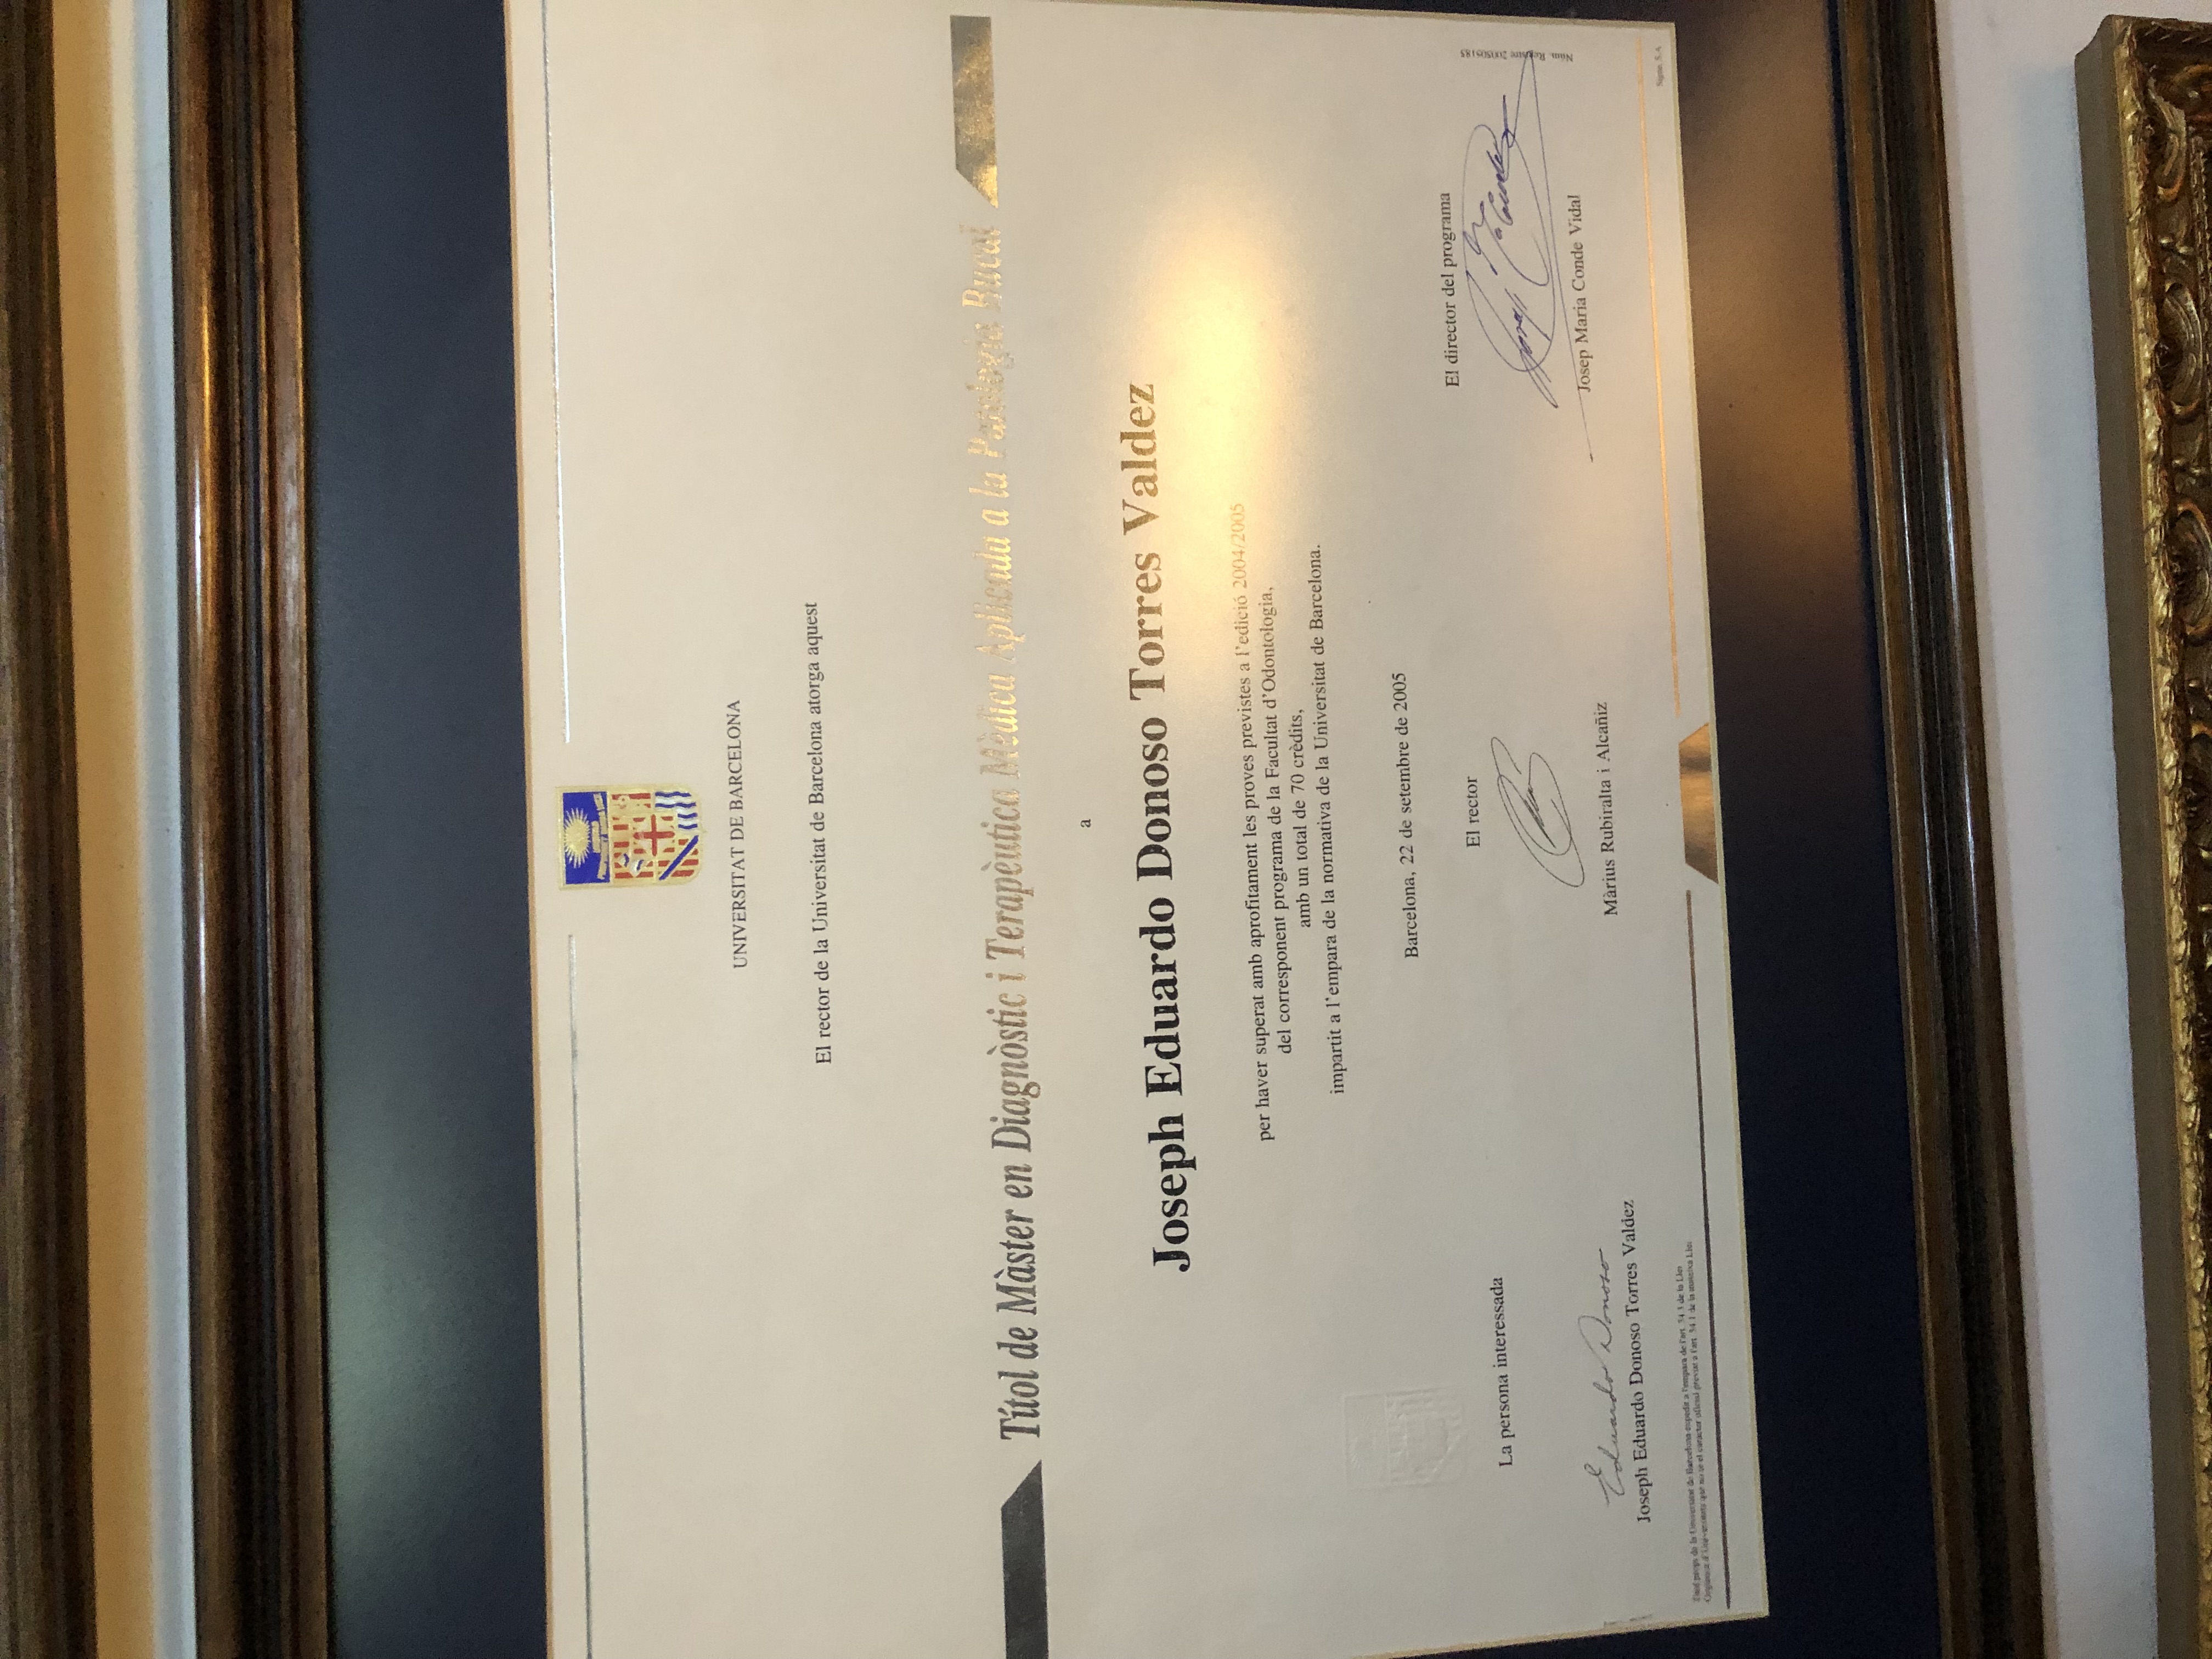 UNIVERSITAT DE BARCELONA
El rector de la Universitat de Barcelona atorga aquest
Títol de Màster en Diagnòstic i Terapèutica Mèdica Aplicada a la Patologia Bucal
a
Joseph Eduardo Donoso Torres Valdez
per haver superat amb aprofitament les proves previstes a l'edició 2004/2005
del corresponent programa de la Facultat d'Odontologia,
amb un total de 70 crèdits,
impartit a l'empara de la normativa de la Universitat de Barcelona.
Barcelona, 22 de setembre de 2005
La persona interessada
Eduardo Donoso
Joseph Eduardo Donoso Torres Valdez
El rector
Màrius Rubiralta i Alcañiz
El director del programa
Josep Maria Conde Vidal
Núm.
Títol propi de la Universitat de Barcelona expedit a l'empara de l'art. 34.3 de la Llei
Orgànica d'Universitats que no té el caràcter oficial previst a l'art. 34.1 de la mateixa Llei